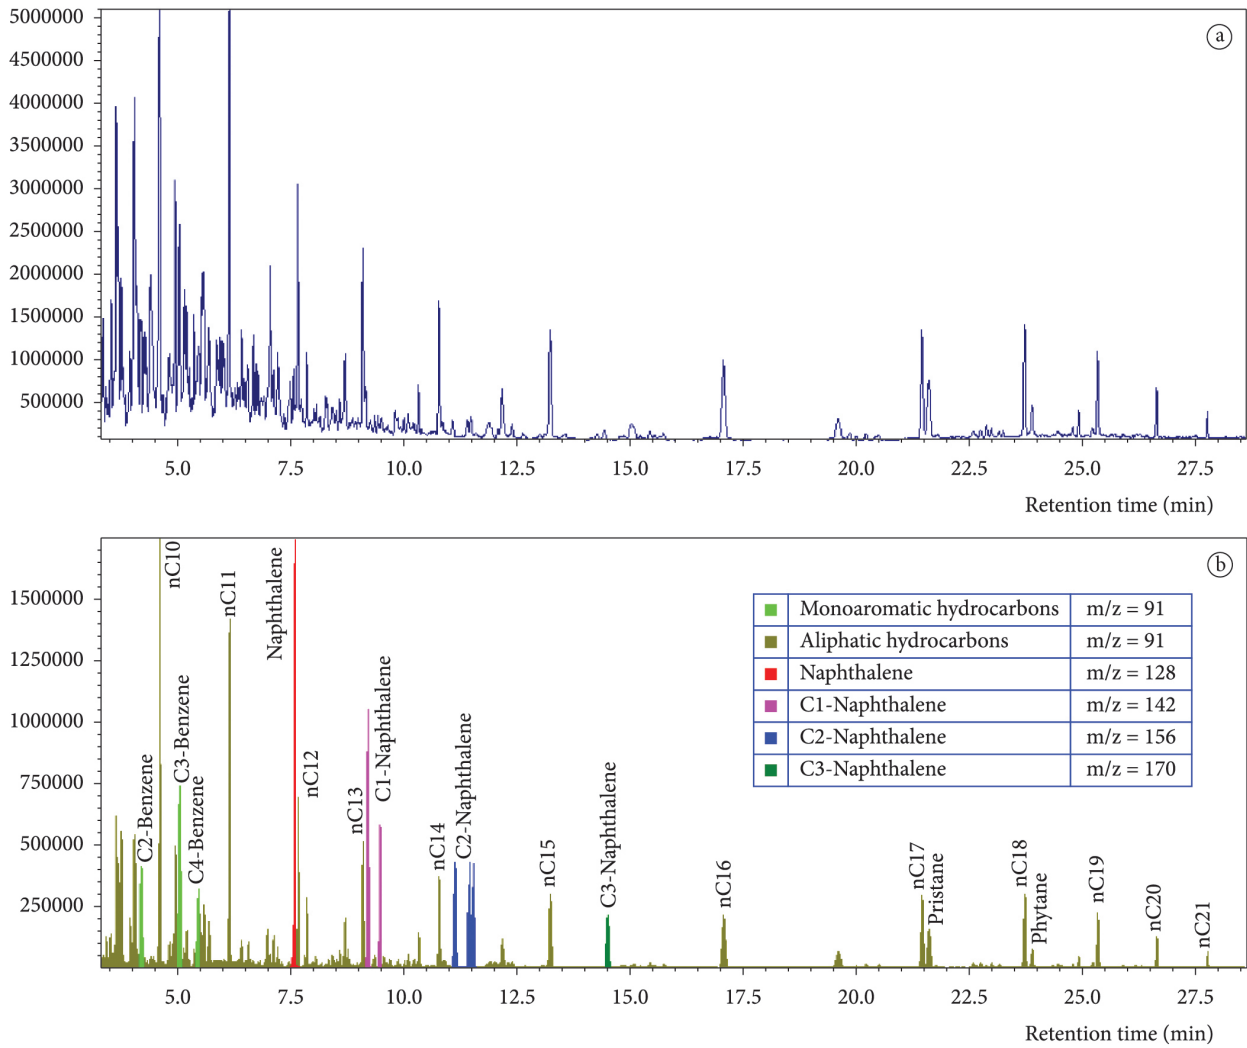 5000000
4500000
4000000
3500000
3000000
2500000
2000000
1500000
1000000
500000
a
5.0 7.5 10.0 12.5 15.0 17.5 20.0 22.5 25.0 27.5
Retention time (min)
1500000
1250000
1000000
750000
500000
250000
b
C2-Benzene
nC10
C3-Benzene
C4-Benzene
nC11
Naphthalene
nC12
nC13
C1-Naphthalene
nC14
C2-Naphthalene
nC15
C3-Naphthalene
nC16
nC17
Pristane
nC18
Phytane
nC19
nC20
nC21
Monoaromatic hydrocarbons m/z = 91
Aliphatic hydrocarbons m/z = 91
Naphthalene m/z = 128
C1-Naphthalene m/z = 142
C2-Naphthalene m/z = 156
C3-Naphthalene m/z = 170
5.0 7.5 10.0 12.5 15.0 17.5 20.0 22.5 25.0 27.5
Retention time (min)